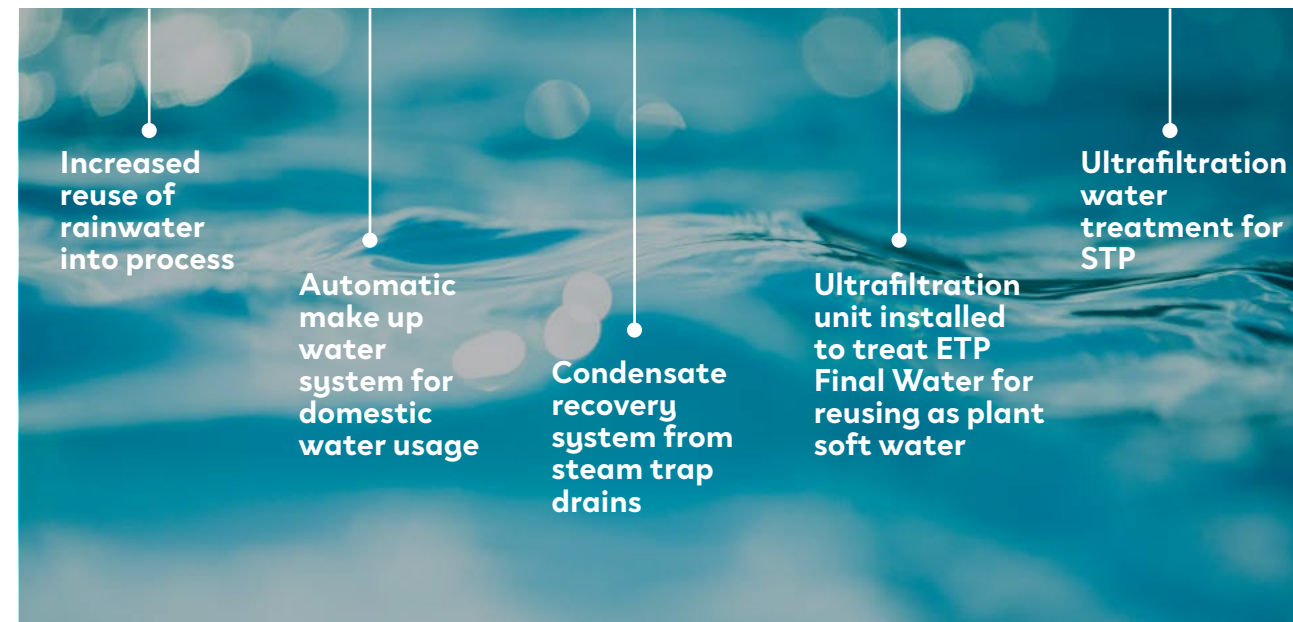 Increased
reuse of
rainwater
into process
Automatic
make up
water
system for
domestic
water usage
Condensate
recovery
system from
steam trap
drains
Ultrafiltration
unit installed
to treat ETP
Final Water for
reusing as plant
soft water
Ultrafiltration
water
treatment for
STP